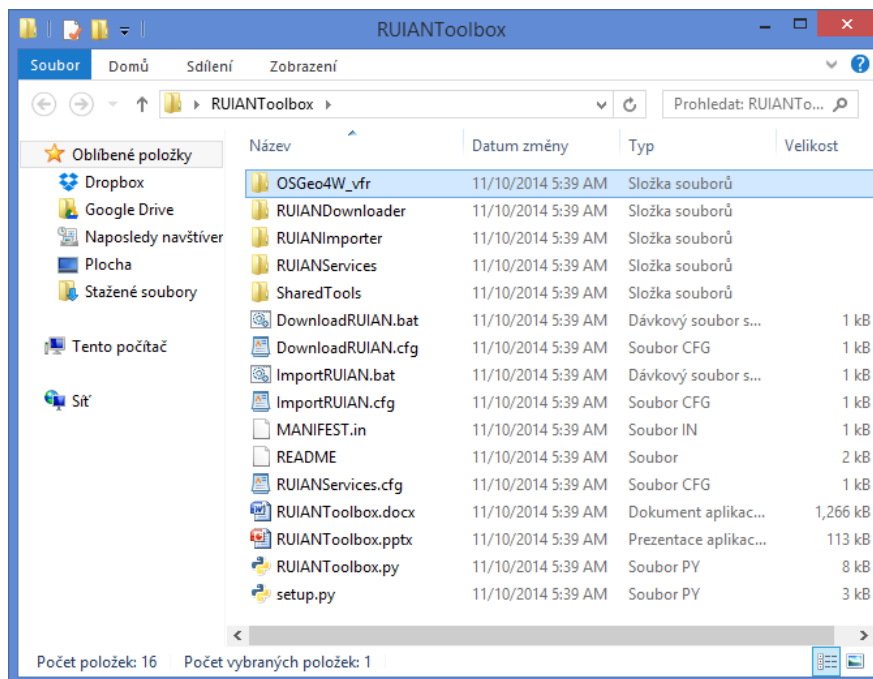 RUIANToolbox
Soubor Domů Sdílení Zobrazení
RUIANToolbox
Prohledat: RUIANTo...
Název Datum změny Typ Velikost
Oblíbené položky
Dropbox
Google Drive
Naposledy navštíver
Plocha
Stažené soubory
Tento počítač
Síť
OSGeo4W_vfr 11/10/2014 5:39 AM Složka souborů
RUIANDownloader 11/10/2014 5:39 AM Složka souborů
RUIANImporter 11/10/2014 5:39 AM Složka souborů
RUIANServices 11/10/2014 5:39 AM Složka souborů
SharedTools 11/10/2014 5:39 AM Složka souborů
DownloadRUIAN.bat 11/10/2014 5:39 AM Dávkový soubor s... 1 kB
DownloadRUIAN.cfg 11/10/2014 5:39 AM Soubor CFG 1 kB
ImportRUIAN.bat 11/10/2014 5:39 AM Dávkový soubor s... 1 kB
ImportRUIAN.cfg 11/10/2014 5:39 AM Soubor CFG 1 kB
MANIFEST.in 11/10/2014 5:39 AM Soubor IN 1 kB
README 11/10/2014 5:39 AM Soubor 2 kB
RUIANServices.cfg 11/10/2014 5:39 AM Soubor CFG 1 kB
RUIANToolbox.docx 11/10/2014 5:39 AM Dokument aplikac... 1,266 kB
RUIANToolbox.pptx 11/10/2014 5:39 AM Prezentace aplikac... 113 kB
RUIANToolbox.py 11/10/2014 5:39 AM Soubor PY 8 kB
setup.py 11/10/2014 5:39 AM Soubor PY 3 kB
Počet položek: 16 Počet vybraných položek: 1